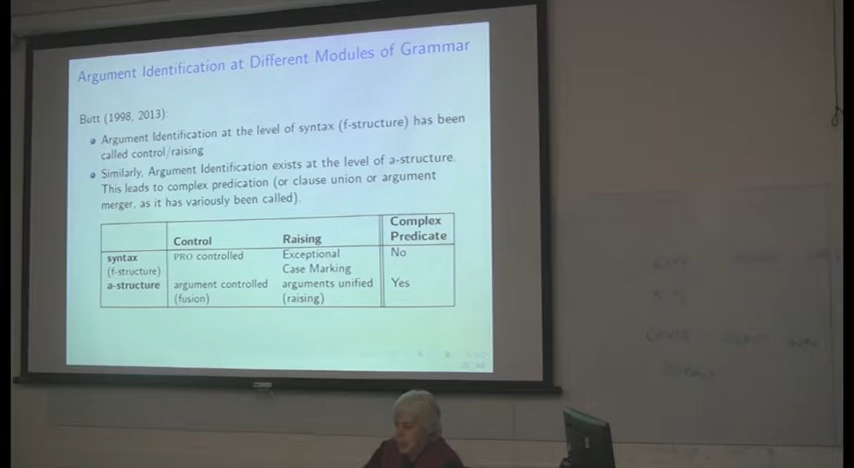 Argument Identification at Different Modules of Grammar
Butt (1998, 2013):
Argument Identification at the level of syntax (f-structure) has been
called control/raising
Similarly, Argument Identification exists at the level of a-structure.
This leads to complex predication (or clause union or argument
merger, as it has variously been called).
Complex
Control Raising Predicate
syntax PRO controlled Exceptional No
(f-structure) Case Marking
a-structure argument controlled arguments unified Yes
(fusion) (raising)